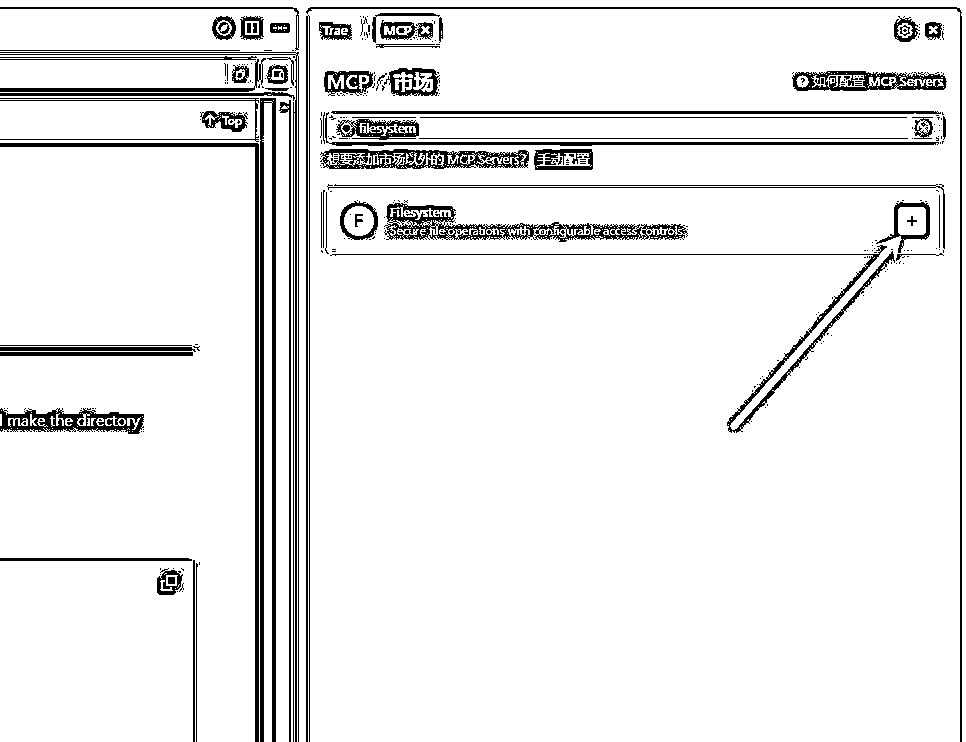 Top
l make the directory
Trae
MCP
MCP / 市场
如何配置 MCP Servers
filesystem
想要添加市场以外的 MCP Servers? 手动配置
F
Filesystem
Secure file operations with configurable access controls